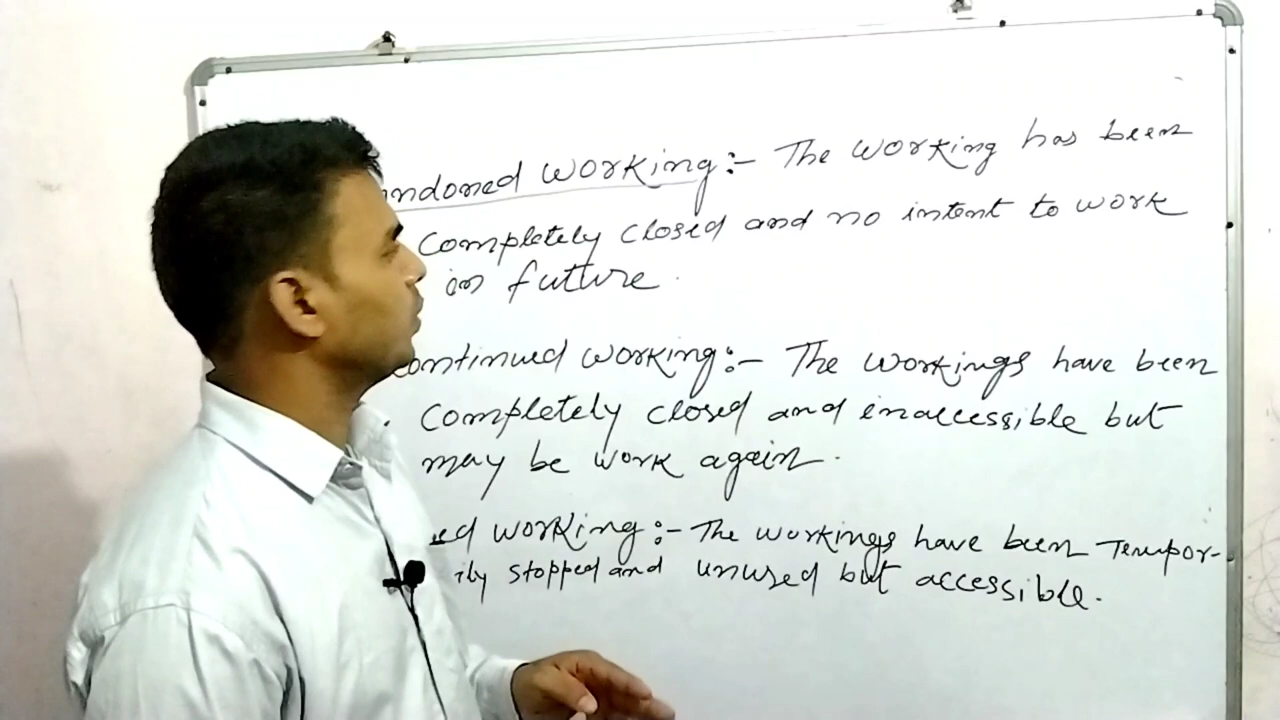 ndoned working:- The working has been
completely closed and no intent to work
in future.
ontinued working:- The workings have been
completely closed and inaccessible but
may be work again.
ed working:- The workings have been Tempor-
ily stopped and unused but accessible.